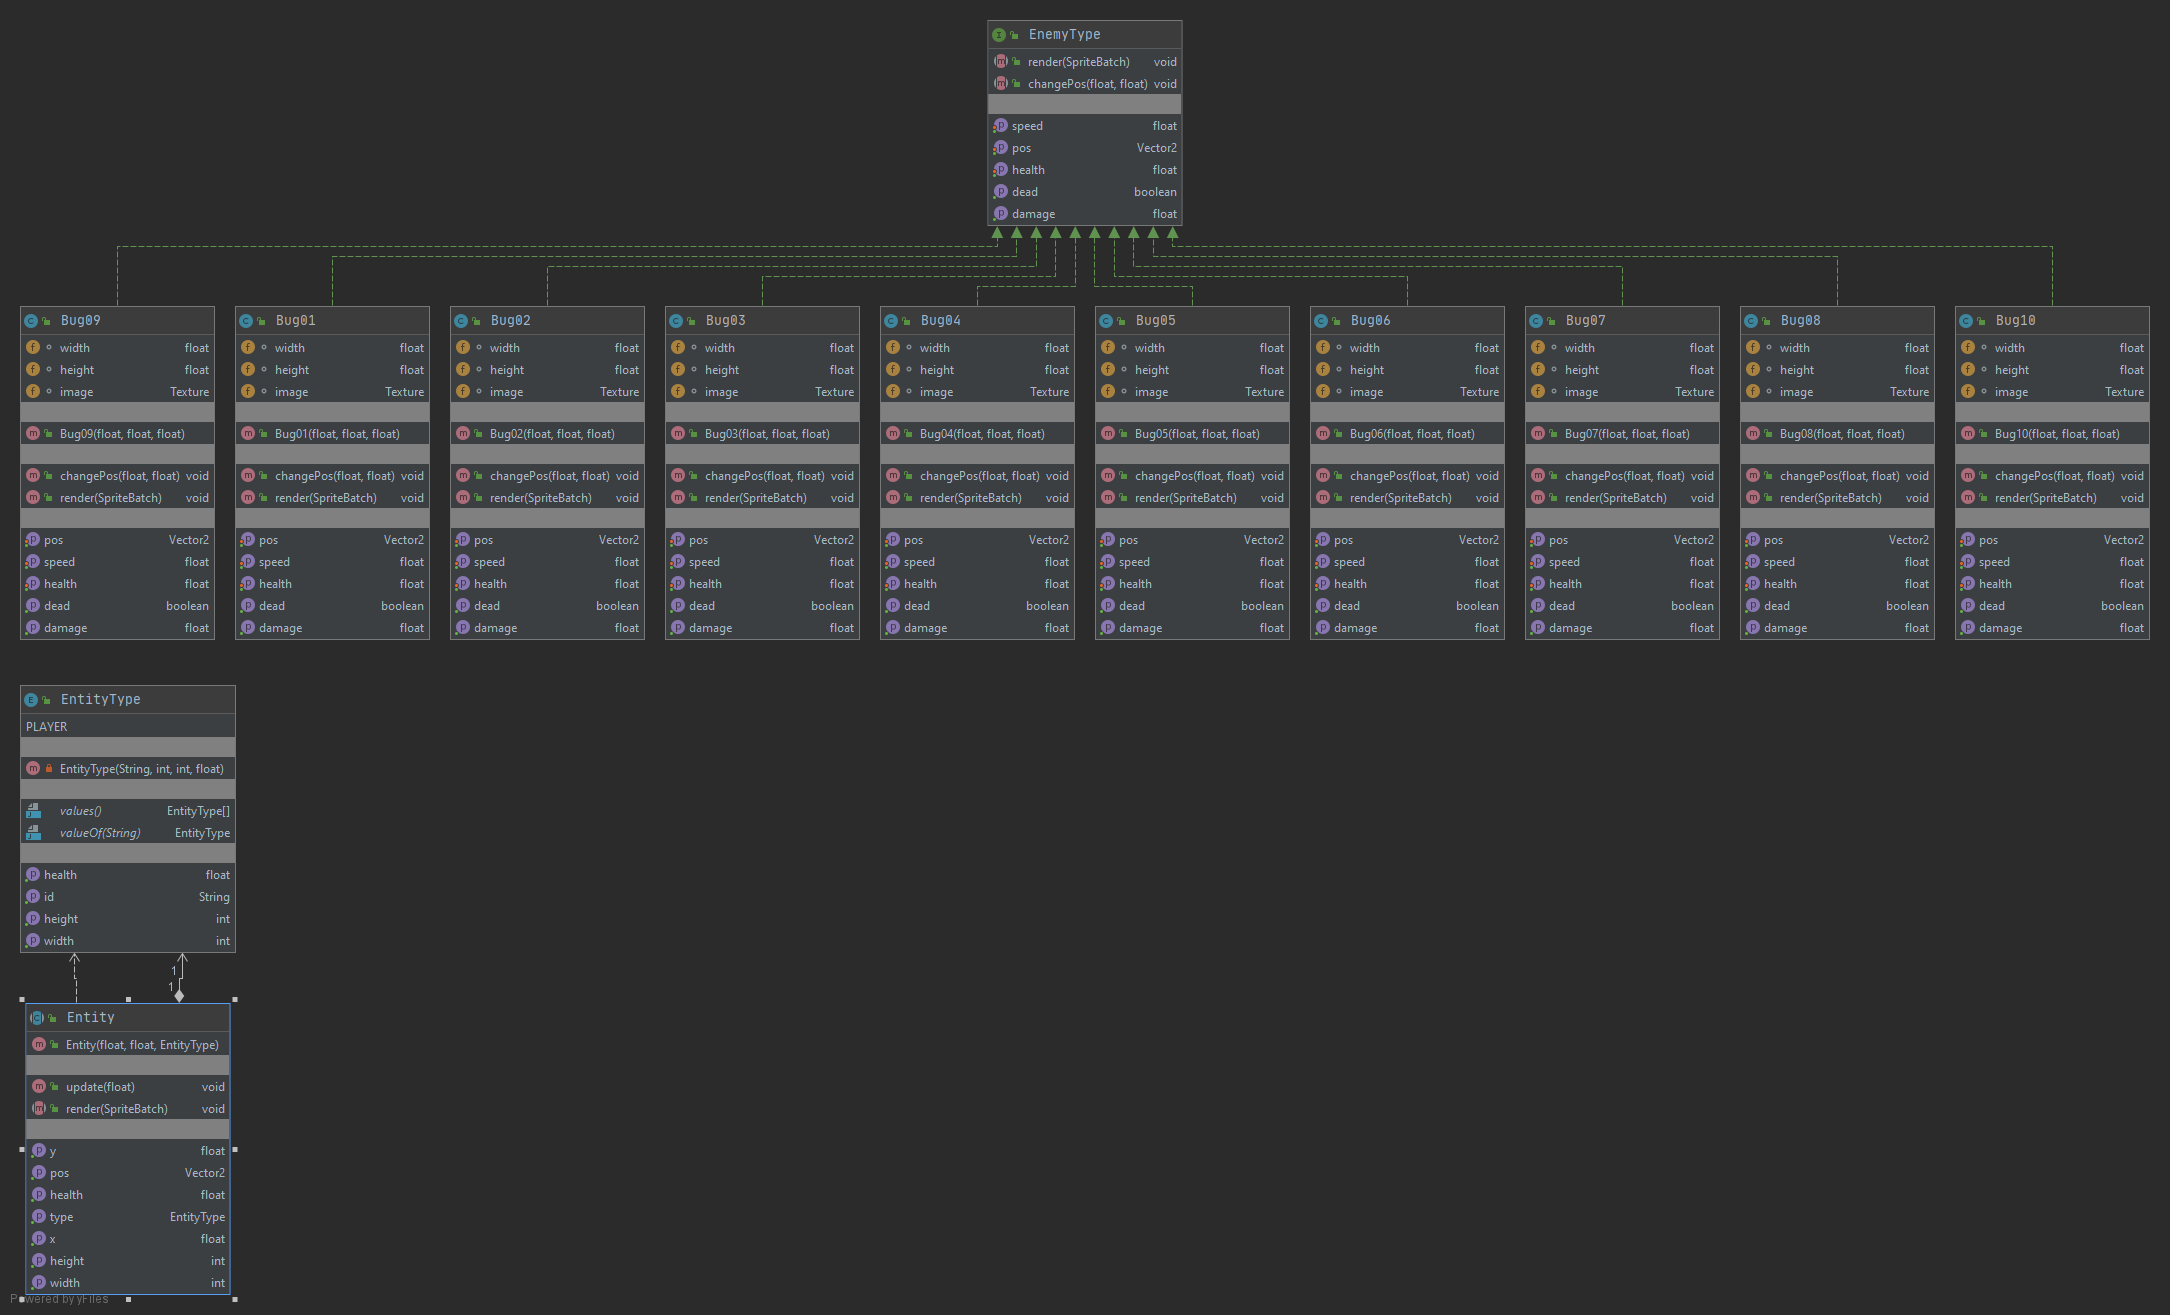 EnemyType
render(SpriteBatch) void
changePos(float, float) void
speed float
pos Vector2
health float
dead boolean
damage float
Bug09
width float
height float
image Texture
Bug09(float, float, float)
changePos(float, float) void
render(SpriteBatch) void
pos Vector2
speed float
health float
dead boolean
damage float
Bug01
width float
height float
image Texture
Bug01(float, float, float)
changePos(float, float) void
render(SpriteBatch) void
pos Vector2
speed float
health float
dead boolean
damage float
Bug02
width float
height float
image Texture
Bug02(float, float, float)
changePos(float, float) void
render(SpriteBatch) void
pos Vector2
speed float
health float
dead boolean
damage float
Bug03
width float
height float
image Texture
Bug03(float, float, float)
changePos(float, float) void
render(SpriteBatch) void
pos Vector2
speed float
health float
dead boolean
damage float
Bug04
width float
height float
image Texture
Bug04(float, float, float)
changePos(float, float) void
render(SpriteBatch) void
pos Vector2
speed float
health float
dead boolean
damage float
Bug05
width float
height float
image Texture
Bug05(float, float, float)
changePos(float, float) void
render(SpriteBatch) void
pos Vector2
speed float
health float
dead boolean
damage float
Bug06
width float
height float
image Texture
Bug06(float, float, float)
changePos(float, float) void
render(SpriteBatch) void
pos Vector2
speed float
health float
dead boolean
damage float
Bug07
width float
height float
image Texture
Bug07(float, float, float)
changePos(float, float) void
render(SpriteBatch) void
pos Vector2
speed float
health float
dead boolean
damage float
Bug08
width float
height float
image Texture
Bug08(float, float, float)
changePos(float, float) void
render(SpriteBatch) void
pos Vector2
speed float
health float
dead boolean
damage float
Bug10
width float
height float
image Texture
Bug10(float, float, float)
changePos(float, float) void
render(SpriteBatch) void
pos Vector2
speed float
health float
dead boolean
damage float
EntityType
PLAYER
EntityType(String, int, int, float)
values() EntityType[]
valueOf(String) EntityType
health float
id String
height int
width int
1
1
Entity
Entity(float, float, EntityType)
update(float) void
render(SpriteBatch) void
y float
pos Vector2
health float
type EntityType
x float
height int
width int
Powered by yFiles